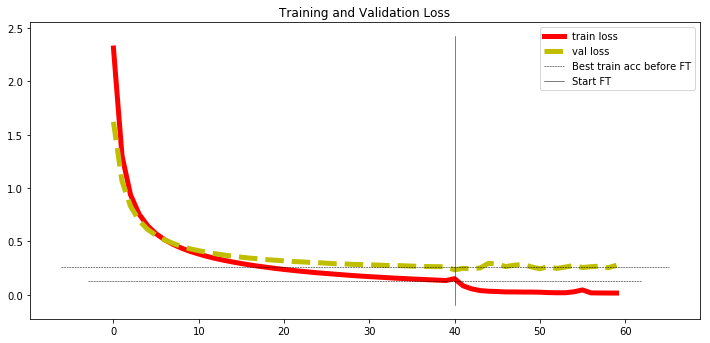 Training and Validation Loss
2.5
2.0
1.5
1.0
0.5
0.0
train loss
val loss
Best train acc before FT
Start FT
0
10
20
30
40
50
60